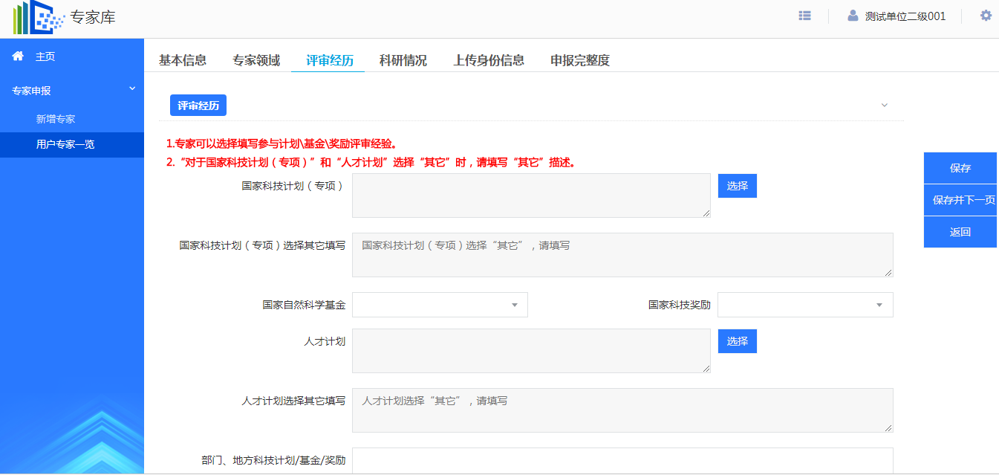 专家库
测试单位二级001
主页
专家申报
新增专家
用户专家一览
基本信息 专家领域 评审经历 科研情况 上传身份信息 申报完整度
评审经历
1.专家可以选择填写参与计划\基金\奖励评审经验。
2.“对于国家科技计划（专项）”和“人才计划”选择“其它”时，请填写“其它”描述。
国家科技计划（专项） 选择
国家科技计划（专项）选择其它填写 国家科技计划（专项）选择“其它”，请填写
国家自然科学基金 国家科技奖励
人才计划 选择
人才计划选择其它填写 人才计划选择“其它”，请填写
部门、地方科技计划/基金/奖励
保存
保存并下一页
返回